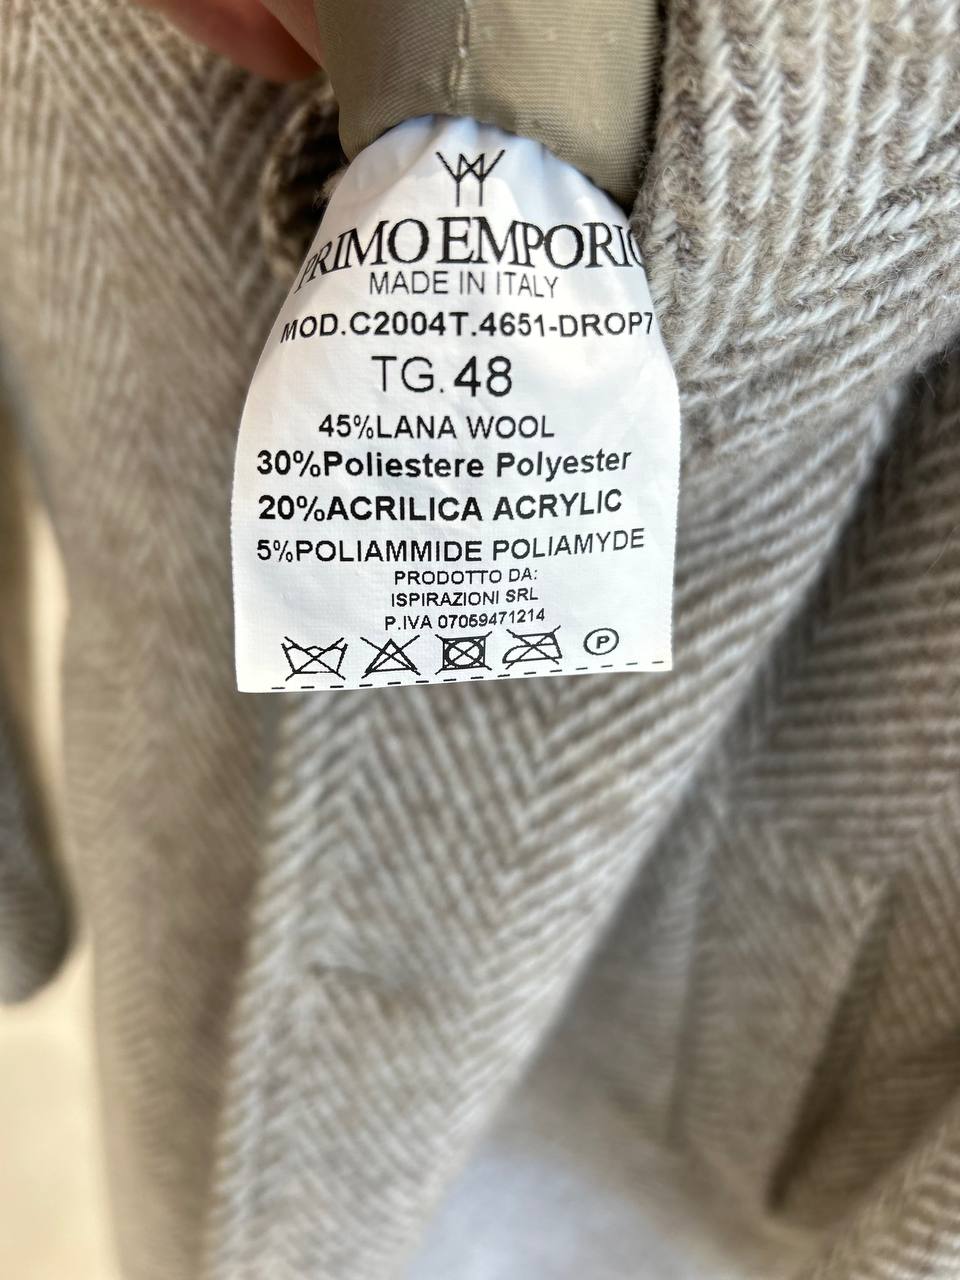 PRIMO EMPORIO
MADE IN ITALY
MOD.C2004T.4651-DROP7
TG. 48
45%LANA WOOL
30%Poliestere Polyester
20%ACRILICA ACRYLIC
5%POLIAMMIDE POLIAMYDE
PRODOTTO DA:
ISPIRAZIONI SRL
P.IVA 07059471214
P